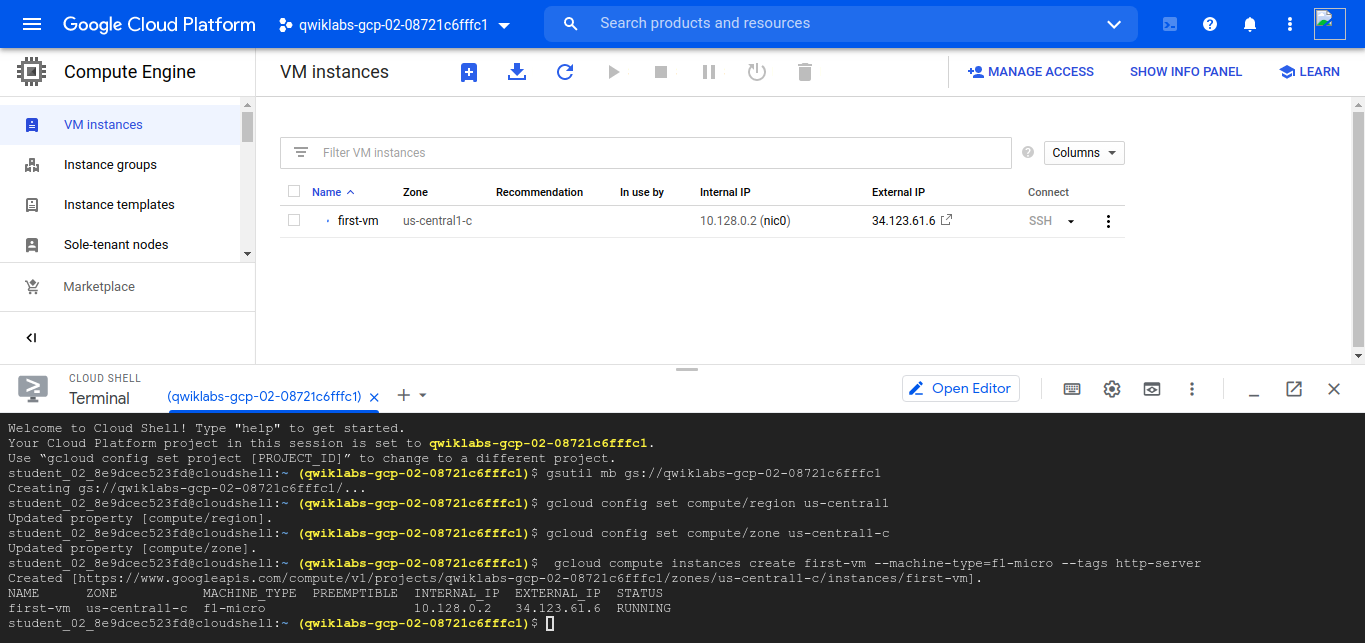 Google Cloud Platform
qwiklabs-gcp-02-08721c6fffc1
Search products and resources
Compute Engine
VM instances
MANAGE ACCESS
SHOW INFO PANEL
LEARN
VM instances
Instance groups
Instance templates
Sole-tenant nodes
Marketplace
Filter VM instances
Columns
Name Zone Recommendation In use by Internal IP External IP Connect
first-vm us-central1-c 10.128.0.2 (nic0) 34.123.61.6 SSH
CLOUD SHELL
Terminal
(qwiklabs-gcp-02-08721c6fffc1)
Open Editor
Welcome to Cloud Shell! Type "help" to get started.
Your Cloud Platform project in this session is set to qwiklabs-gcp-02-08721c6fffc1.
Use “gcloud config set project [PROJECT_ID]” to change to a different project.
student_02_8e9dcec523fd@cloudshell:~ (qwiklabs-gcp-02-08721c6fffc1)$ gsutil mb gs://qwiklabs-gcp-02-08721c6fffc1
Creating gs://qwiklabs-gcp-02-08721c6fffc1/...
student_02_8e9dcec523fd@cloudshell:~ (qwiklabs-gcp-02-08721c6fffc1)$ gcloud config set compute/region us-central1
Updated property [compute/region].
student_02_8e9dcec523fd@cloudshell:~ (qwiklabs-gcp-02-08721c6fffc1)$ gcloud config set compute/zone us-central1-c
Updated property [compute/zone].
student_02_8e9dcec523fd@cloudshell:~ (qwiklabs-gcp-02-08721c6fffc1)$ gcloud compute instances create first-vm --machine-type=f1-micro --tags http-server
Created [https://www.googleapis.com/compute/v1/projects/qwiklabs-gcp-02-08721c6fffc1/zones/us-central1-c/instances/first-vm].
NAME ZONE MACHINE_TYPE PREEMPTIBLE INTERNAL_IP EXTERNAL_IP STATUS
first-vm us-central1-c f1-micro 10.128.0.2 34.123.61.6 RUNNING
student_02_8e9dcec523fd@cloudshell:~ (qwiklabs-gcp-02-08721c6fffc1)$